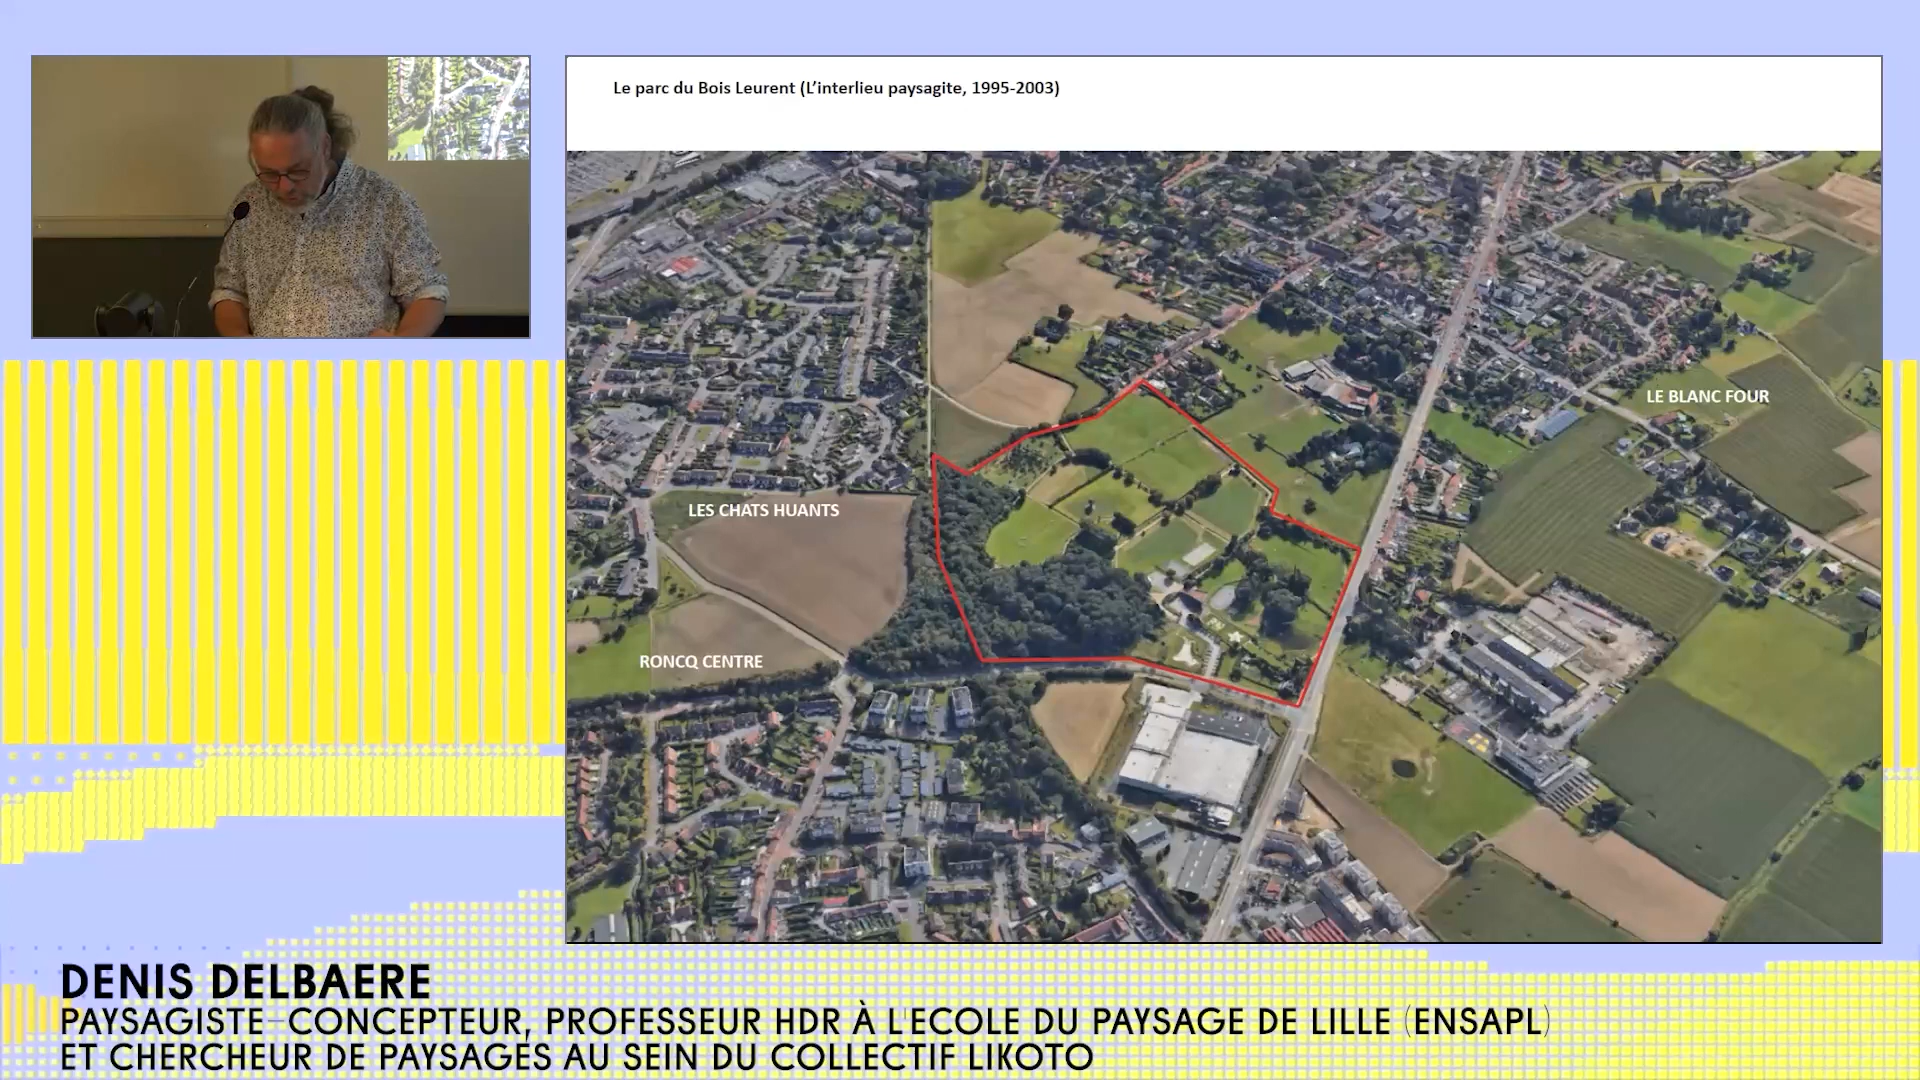 Le parc du Bois Leurent (L'interlieu paysagite, 1995-2003)
LE BLANC FOUR
LES CHATS HUANTS
RONCQ CENTRE
DENIS DELBAERE
PAYSAGISTE-CONCEPTEUR, PROFESSEUR HDR À L'ECOLE DU PAYSAGE DE LILLE (ENSAPL)
ET CHERCHEUR DE PAYSAGES AU SEIN DU COLLECTIF LIKOTO